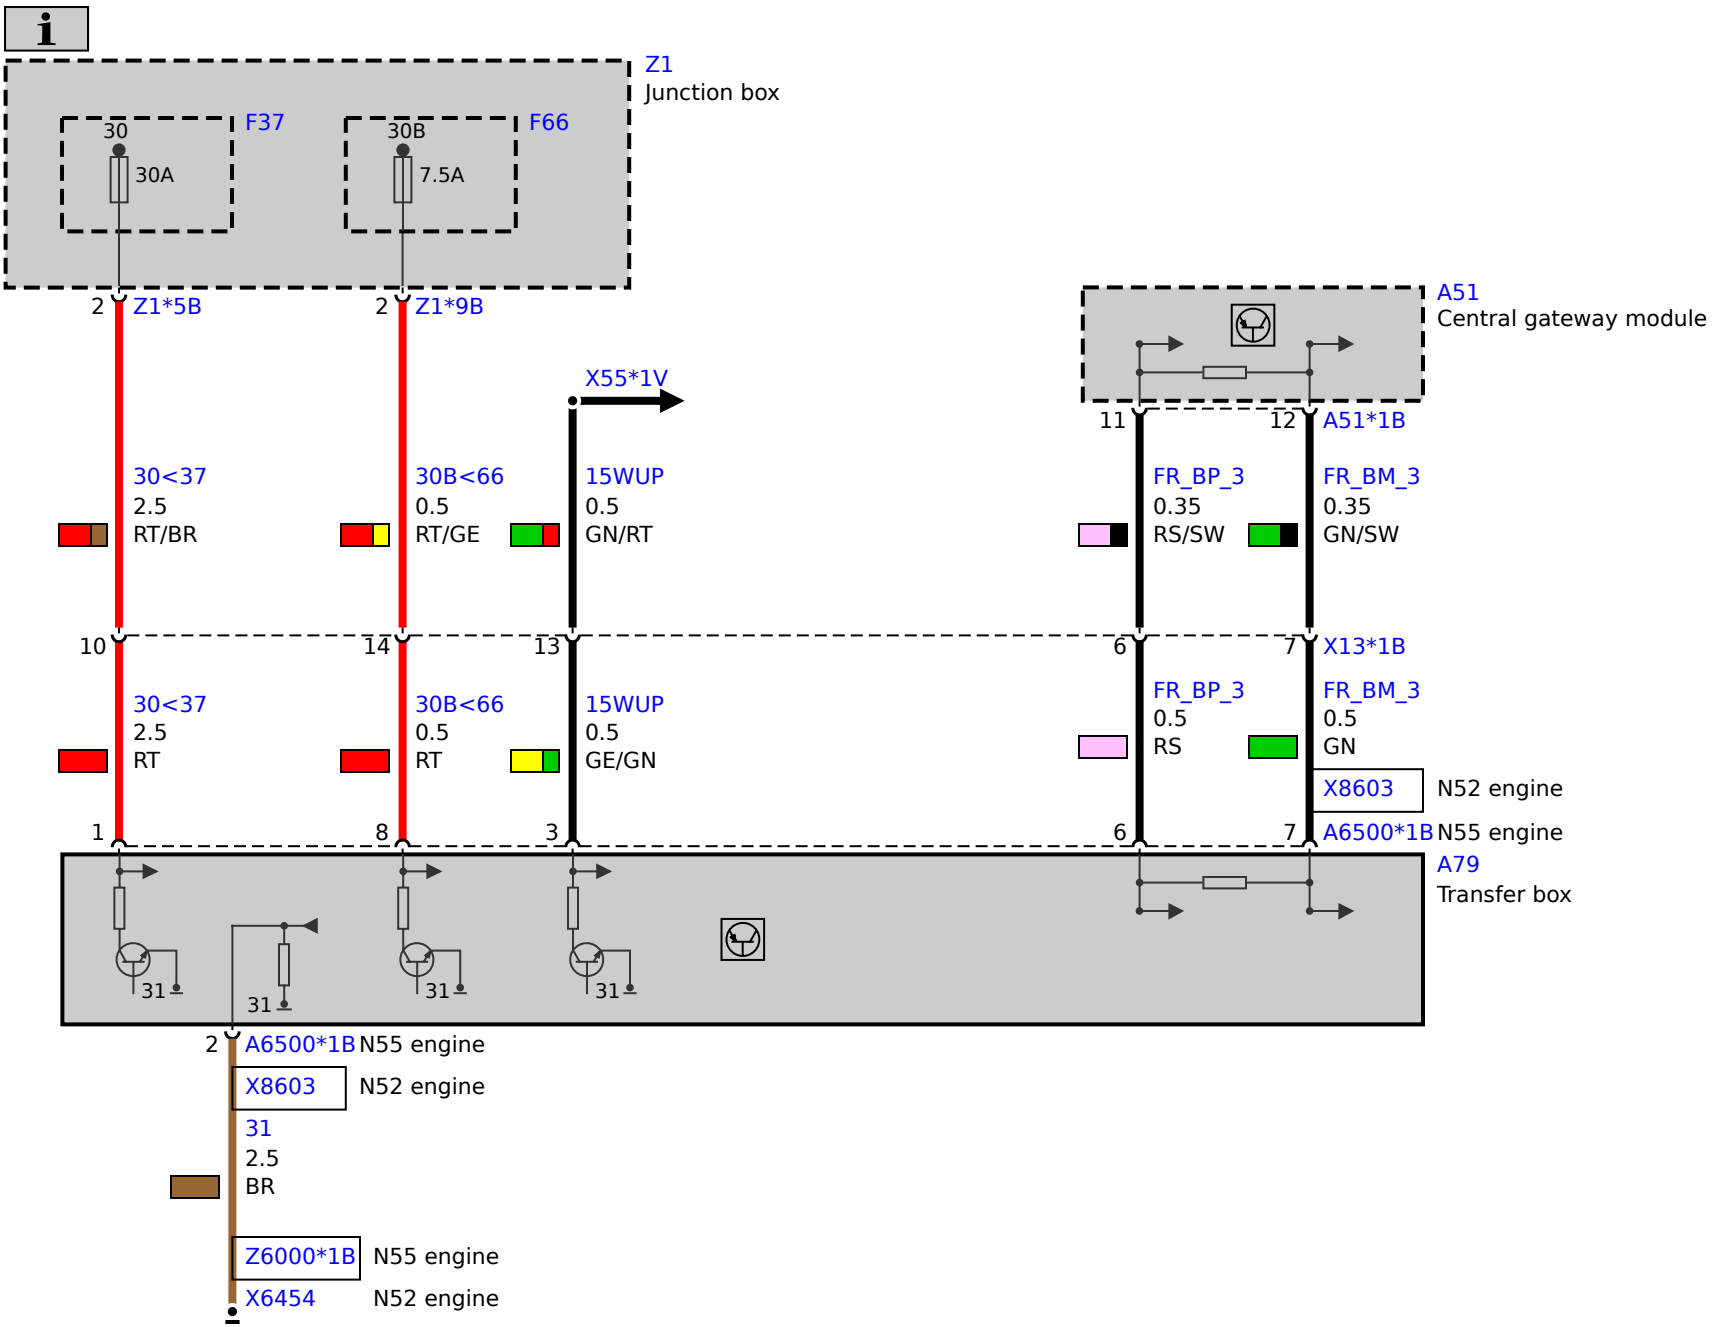 i
Z1
Junction box
F37
F66
30
30B
30A
7.5A
2
Z1*5B
2
Z1*9B
A51
Central gateway module
X55*1V
11
12
A51*1B
30<37
2.5
RT/BR
30B<66
0.5
RT/GE
15WUP
0.5
GN/RT
FR_BP_3
0.35
RS/SW
FR_BM_3
0.35
GN/SW
10
14
13
6
7
X13*1B
30<37
2.5
RT
30B<66
0.5
RT
15WUP
0.5
GE/GN
FR_BP_3
0.5
RS
FR_BM_3
0.5
GN
X8603
N52 engine
1
8
3
6
7
A6500*1B N55 engine
A79
Transfer box
31
31
31
31
2
A6500*1B N55 engine
X8603
N52 engine
31
2.5
BR
Z6000*1B
N55 engine
X6454
N52 engine